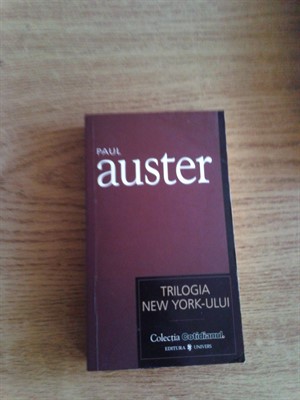 PAUL
auster
TRILOGIA
NEW YORK-ULUI
Colecția Cotidianul.
EDITURA UNIVERS